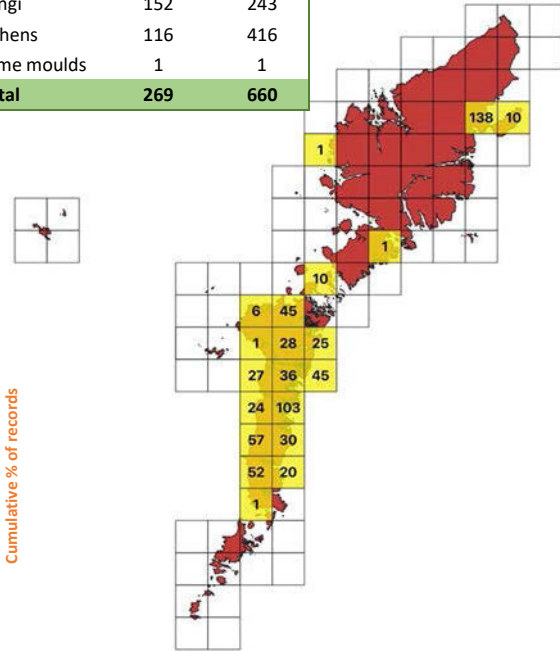 ngi 152 243
hens 116 416
me moulds 1 1
tal 269 660
138 10
1
1
10
6 45
1 28 25
27 36 45
24 103
57 30
52 20
1
Cumulative % of records